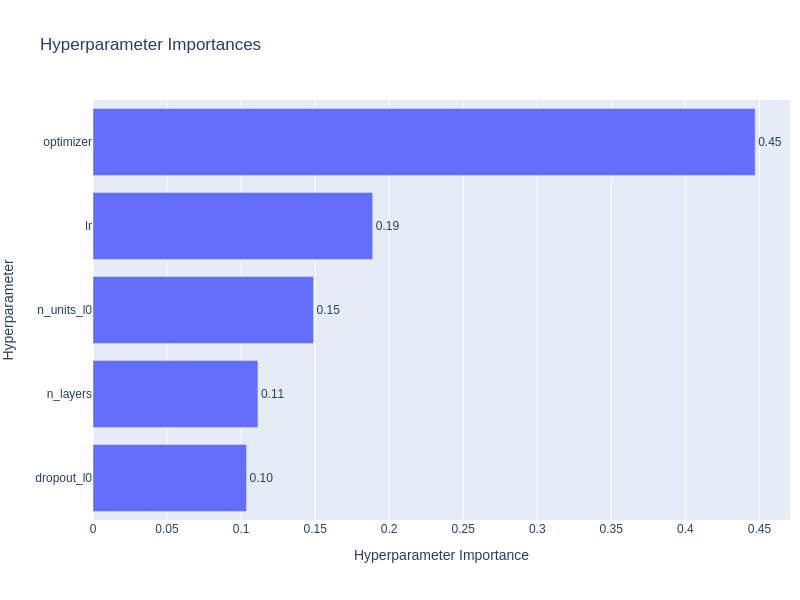 Hyperparameter Importances
Hyperparameter
optimizer
0.45
lr
0.19
n_units_l0
0.15
n_layers
0.11
dropout_l0
0.10
0
0.05
0.1
0.15
0.2
0.25
0.3
0.35
0.4
0.45
Hyperparameter Importance